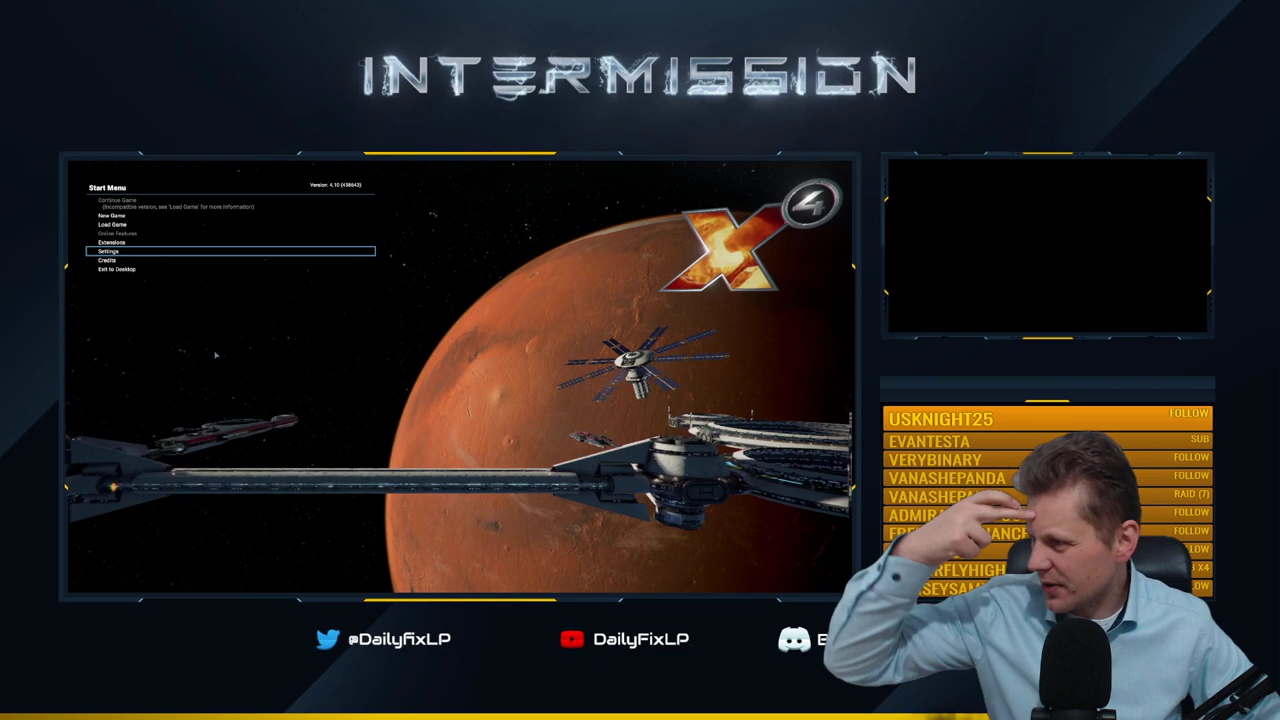 INTERMISSION
Start Menu
Version: 4.10 (438643)
Continue Game
(Incompatible version, see 'Load Game' for more information)
New Game
Load Game
Online Features
Extensions
Settings
Credits
Exit to Desktop
X4
USKNIGHT25 FOLLOW
EVANTESTA SUB
VERYBINARY FOLLOW
VANASHEPANDA FOLLOW
RAID (7)
FOLLOW
FOLLOW
X4
@DailyFixLP
DailyFixLP